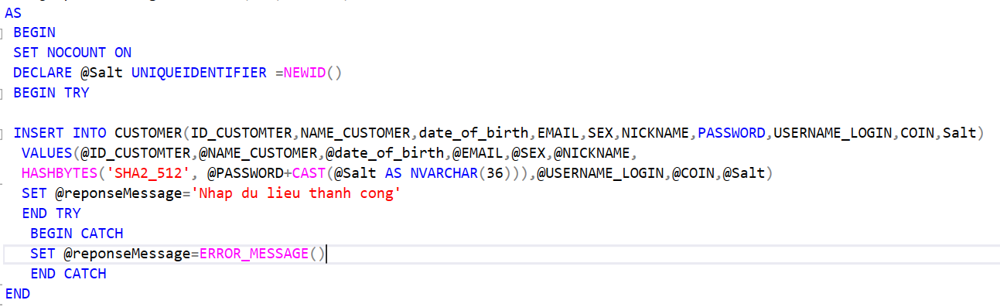 AS
BEGIN
SET NOCOUNT ON
DECLARE @Salt UNIQUEIDENTIFIER =NEWID()
BEGIN TRY
INSERT INTO CUSTOMER(ID_CUSTOMTER,NAME_CUSTOMER,date_of_birth,EMAIL,SEX,NICKNAME,PASSWORD,USERNAME_LOGIN,COIN,Salt)
VALUES(@ID_CUSTOMTER,@NAME_CUSTOMER,@date_of_birth,@EMAIL,@SEX,@NICKNAME,
HASHBYTES('SHA2_512', @PASSWORD+CAST(@Salt AS NVARCHAR(36))),@USERNAME_LOGIN,@COIN,@Salt)
SET @reponseMessage='Nhap du lieu thanh cong'
END TRY
BEGIN CATCH
SET @reponseMessage=ERROR_MESSAGE()
END CATCH
END